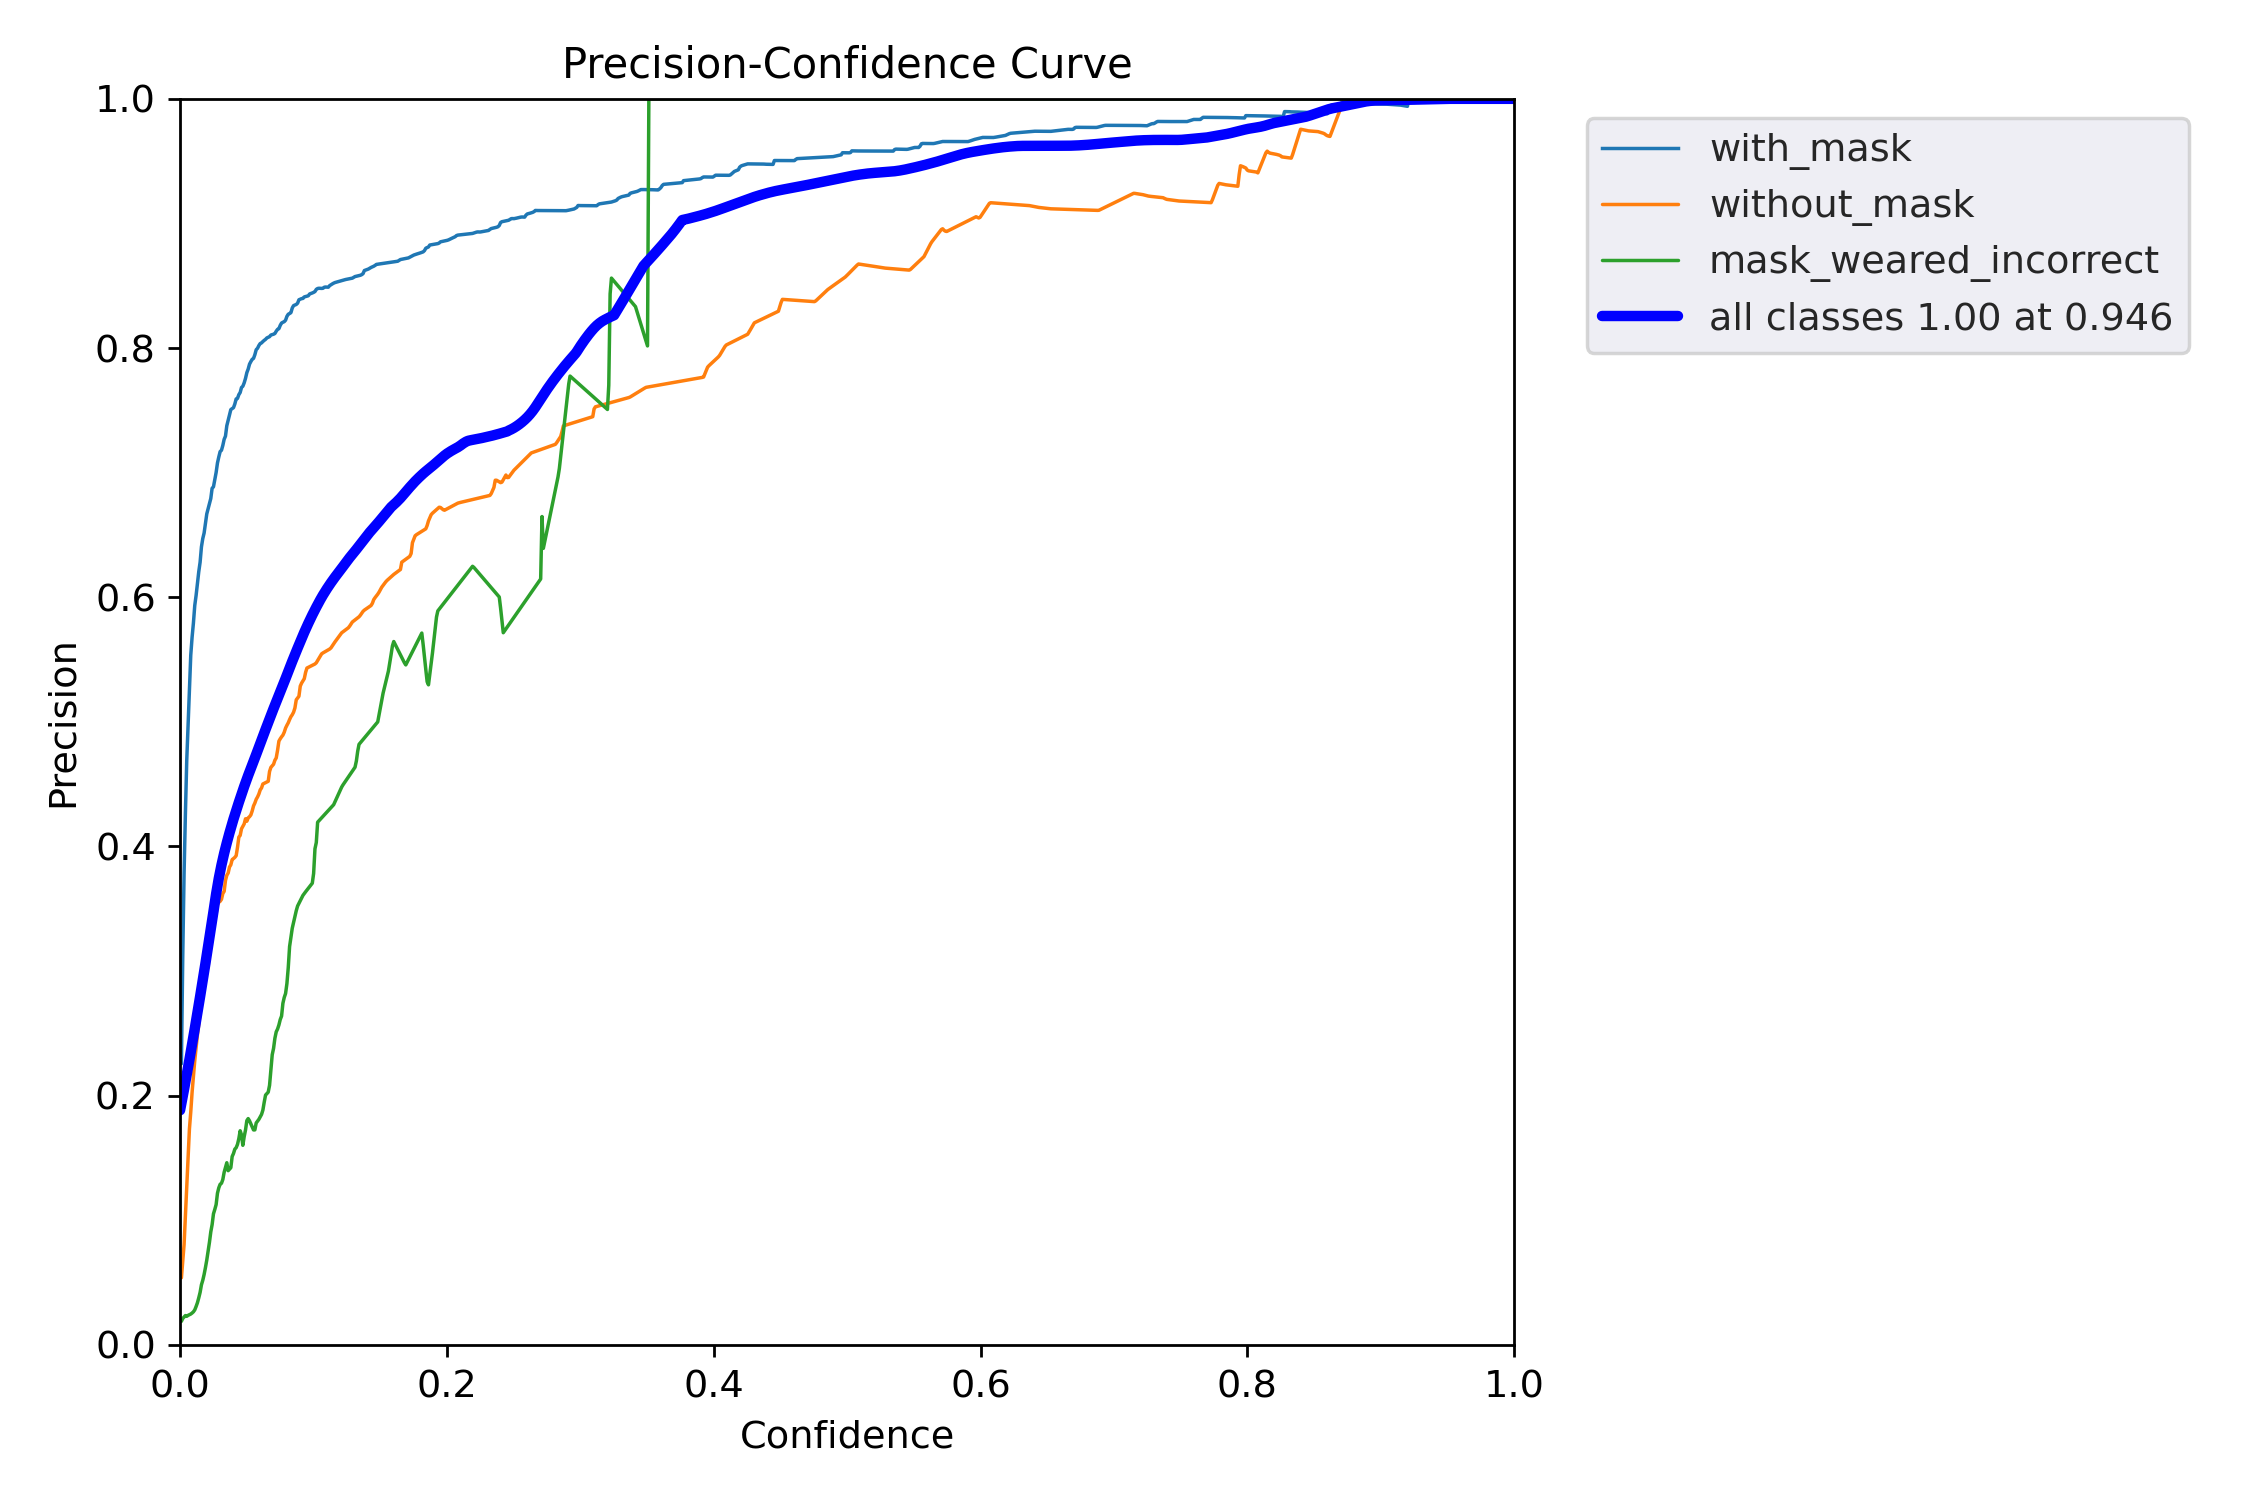 Precision-Confidence Curve
1.0
0.8
0.6
0.4
0.2
0.0
Precision
0.0 0.2 0.4 0.6 0.8 1.0
Confidence
with_mask
without_mask
mask_weared_incorrect
all classes 1.00 at 0.946